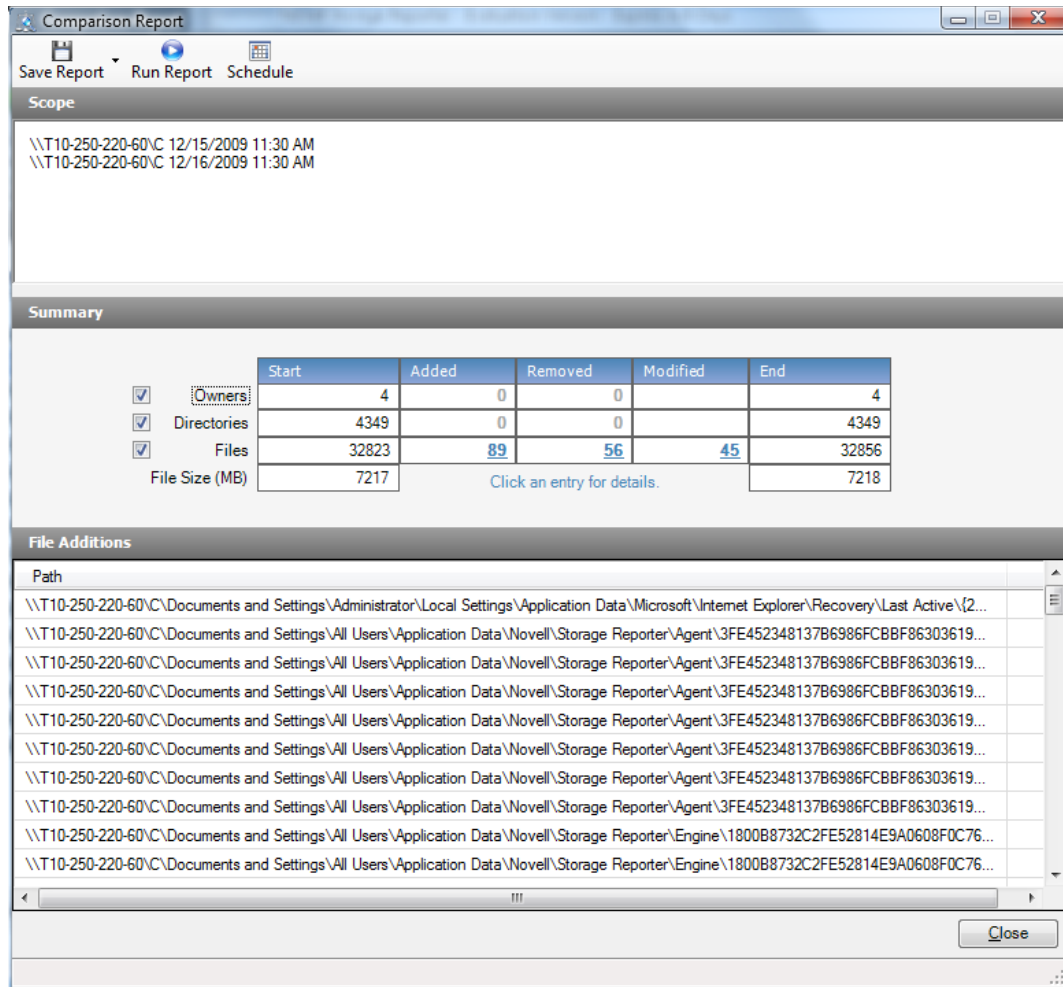 Comparison Report
Save Report Run Report Schedule
Scope
\\T10-250-220-60\C 12/15/2009 11:30 AM
\\T10-250-220-60\C 12/16/2009 11:30 AM
Summary
Start Added Removed Modified End
Owners 4 0 0 4
Directories 4349 0 0 4349
Files 32823 89 56 45 32856
File Size (MB) 7217 Click an entry for details. 7218
File Additions
Path
\\T10-250-220-60\C\Documents and Settings\Administrator\Local Settings\Application Data\Microsoft\Internet Explorer\Recovery\Last Active\{2...
\\T10-250-220-60\C\Documents and Settings\All Users\Application Data\Novell\Storage Reporter\Agent\3FE452348137B6986FCBBF86303619...
\\T10-250-220-60\C\Documents and Settings\All Users\Application Data\Novell\Storage Reporter\Agent\3FE452348137B6986FCBBF86303619...
\\T10-250-220-60\C\Documents and Settings\All Users\Application Data\Novell\Storage Reporter\Agent\3FE452348137B6986FCBBF86303619...
\\T10-250-220-60\C\Documents and Settings\All Users\Application Data\Novell\Storage Reporter\Agent\3FE452348137B6986FCBBF86303619...
\\T10-250-220-60\C\Documents and Settings\All Users\Application Data\Novell\Storage Reporter\Agent\3FE452348137B6986FCBBF86303619...
\\T10-250-220-60\C\Documents and Settings\All Users\Application Data\Novell\Storage Reporter\Agent\3FE452348137B6986FCBBF86303619...
\\T10-250-220-60\C\Documents and Settings\All Users\Application Data\Novell\Storage Reporter\Agent\3FE452348137B6986FCBBF86303619...
\\T10-250-220-60\C\Documents and Settings\All Users\Application Data\Novell\Storage Reporter\Engine\1800B8732C2FE52814E9A0608F0C76...
\\T10-250-220-60\C\Documents and Settings\All Users\Application Data\Novell\Storage Reporter\Engine\1800B8732C2FE52814E9A0608F0C76...
Close